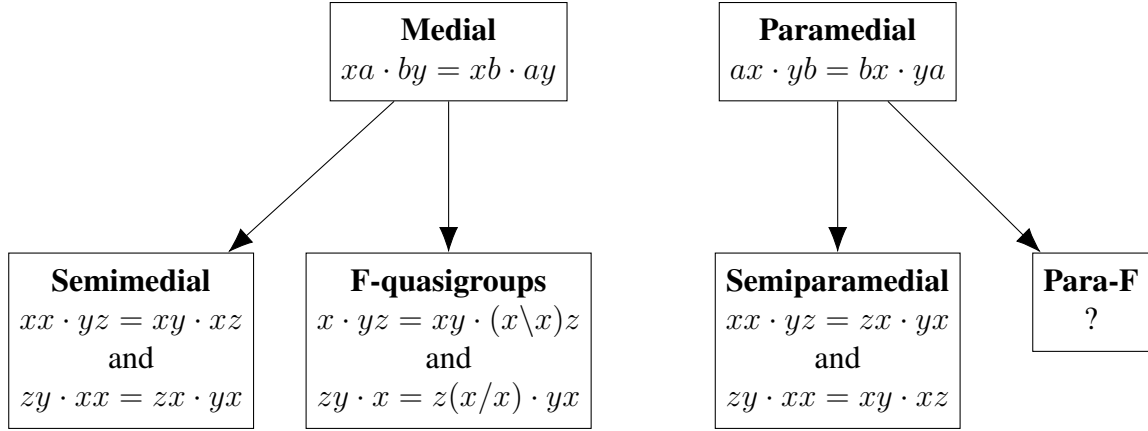 Medial
xa · by = xb · ay
Paramedial
ax · yb = bx · ya
Semimedial
xx · yz = xy · xz
and
zy · xx = zx · yx
F-quasigroups
x · yz = xy · (x\x)z
and
zy · x = z(x/x) · yx
Semiparamedial
xx · yz = zx · yx
and
zy · xx = xy · xz
Para-F
?